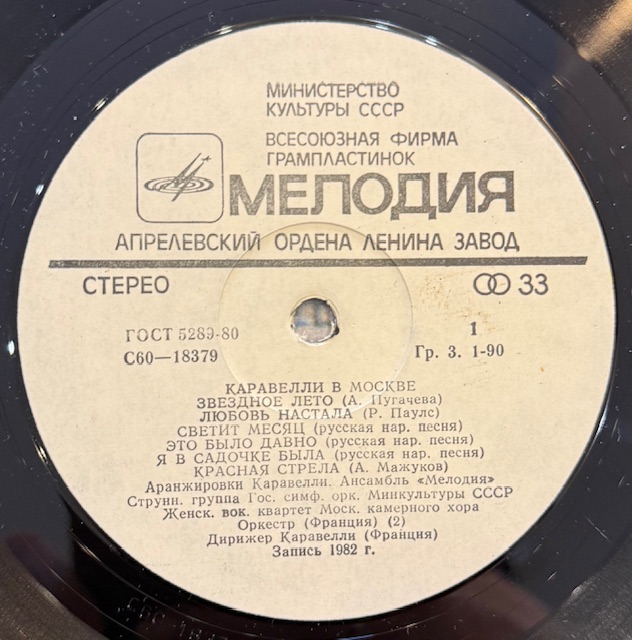 МИНИСТЕРСТВО
КУЛЬТУРЫ СССР
ВСЕСОЮЗНАЯ ФИРМА
ГРАМПЛАСТИНОК
МЕЛОДИЯ
АПРЕЛЕВСКИЙ ОРДЕНА ЛЕНИНА ЗАВОД
СТЕРЕО 33
ГОСТ 5289-80 1
С60—18379 Гр. 3. 1-90
КАРАВЕЛЛИ В МОСКВЕ
ЗВЕЗДНОЕ ЛЕТО (А. Пугачева)
ЛЮБОВЬ НАСТАЛА (Р. Паулс)
СВЕТИТ МЕСЯЦ (русская нар. песня)
ЭТО БЫЛО ДАВНО (русская нар. песня)
Я В САДОЧКЕ БЫЛА (русская нар. песня)
КРАСНАЯ СТРЕЛА (А. Мажуков)
Аранжировки Каравелли. Ансамбль «Мелодия»
Струнн. группа Гос. симф. орк. Минкультуры СССР
Женск. вок. квартет Моск. камерного хора
Оркестр (Франция) (2)
Дирижер Каравелли (Франция)
Запись 1982 г.